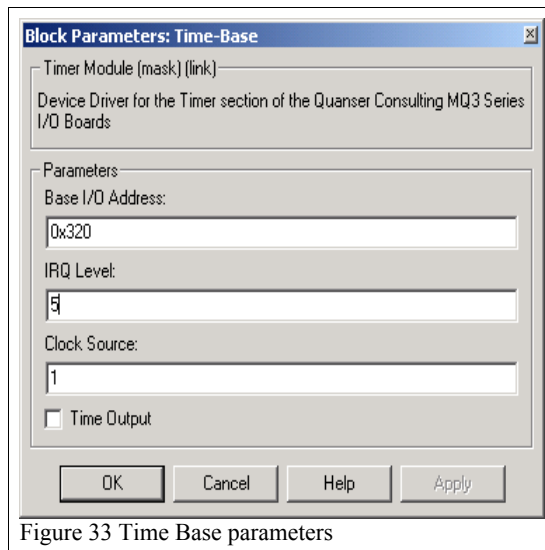 Block Parameters: Time-Base
Timer Module (mask) (link)
Device Driver for the Timer section of the Quanser Consulting MQ3 Series
I/O Boards
Parameters
Base I/O Address:
0x320
IRQ Level:
5
Clock Source:
1
Time Output
OK Cancel Help Apply
Figure 33 Time Base parameters